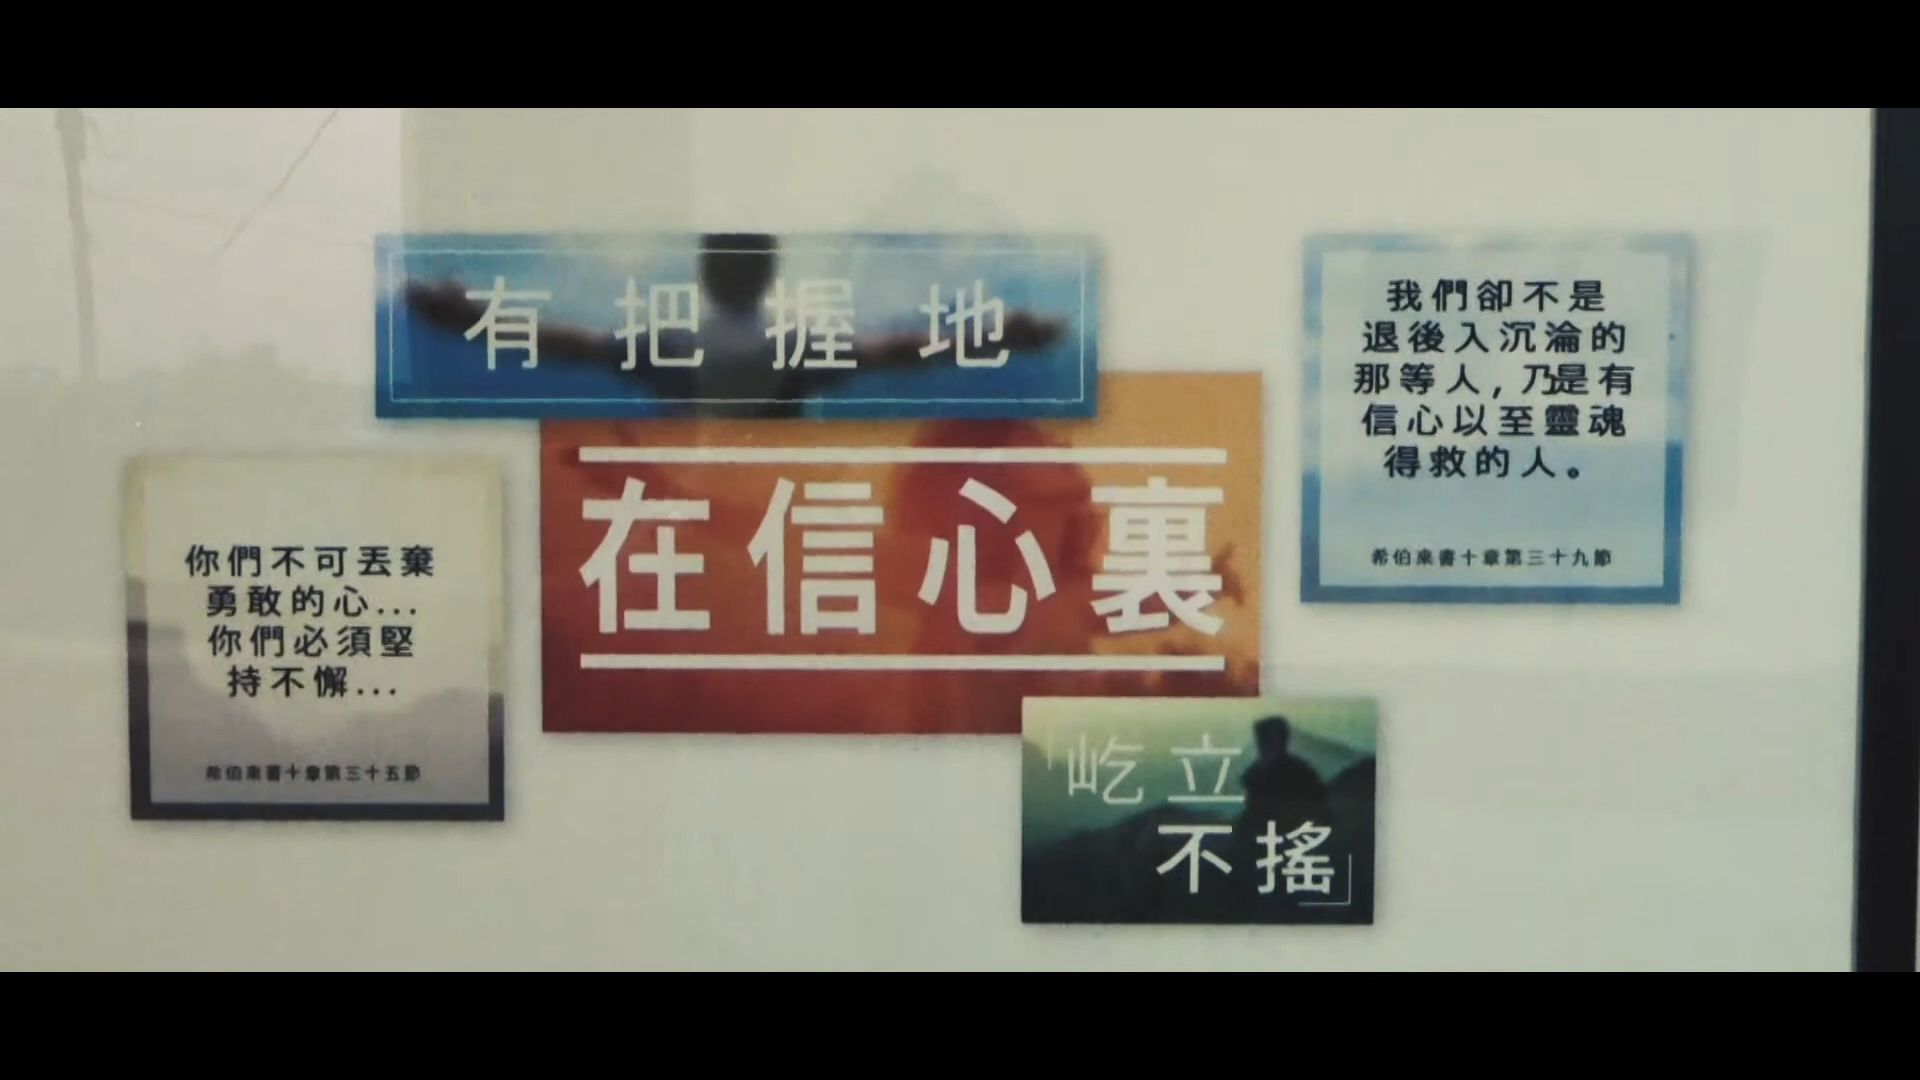 有把握地
在信心裏
「屹立
不搖」
你們不可丟棄
勇敢的心...
你們必須堅
持不懈...
希伯來書十章第三十五節
我們卻不是
退後入沉淪的
那等人，乃是有
信心以至靈魂
得救的人。
希伯來書十章第三十九節